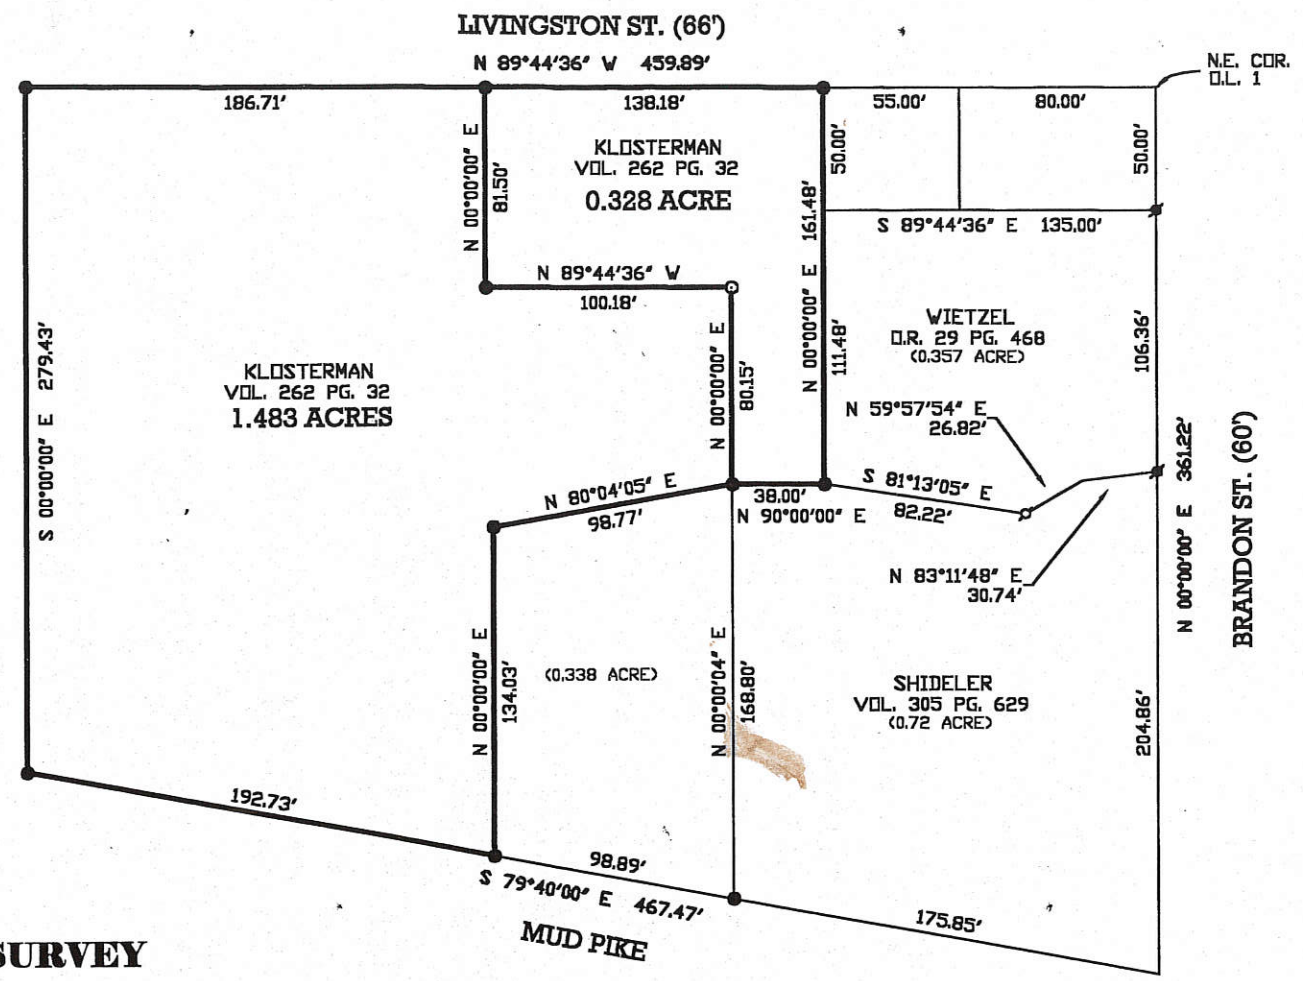 LIVINGSTON ST. (66')
N 89°44'36" W 459.89'
N.E. COR.
O.L. 1
186.71'
138.18'
55.00'
80.00'
N 00°00'00" E
81.50'
KLOSTERMAN
VOL. 262 PG. 32
0.328 ACRE
50.00'
50.00'
N 00°00'00" E 161.48'
111.48'
S 89°44'36" E 135.00'
N 89°44'36" W
100.18'
N 00°00'00" E
80.15'
WIETZEL
O.R. 29 PG. 468
(0.357 ACRE)
106.36'
S 00°00'00" E 279.43'
KLOSTERMAN
VOL. 262 PG. 32
1.483 ACRES
N 59°57'54" E
26.82'
N 80°04'05" E
98.77'
38.00'
N 90°00'00" E
S 81°13'05" E
82.22'
N 83°11'48" E
30.74'
N 00°00'00" E 361.22'
BRANDON ST. (60')
N 00°00'00" E
134.03'
(0.338 ACRE)
N 00°00'04" E
168.80'
SHIDELER
VOL. 305 PG. 629
(0.72 ACRE)
204.86'
192.73'
98.89'
S 79°40'00" E 467.47'
175.85'
MUD PIKE
SURVEY